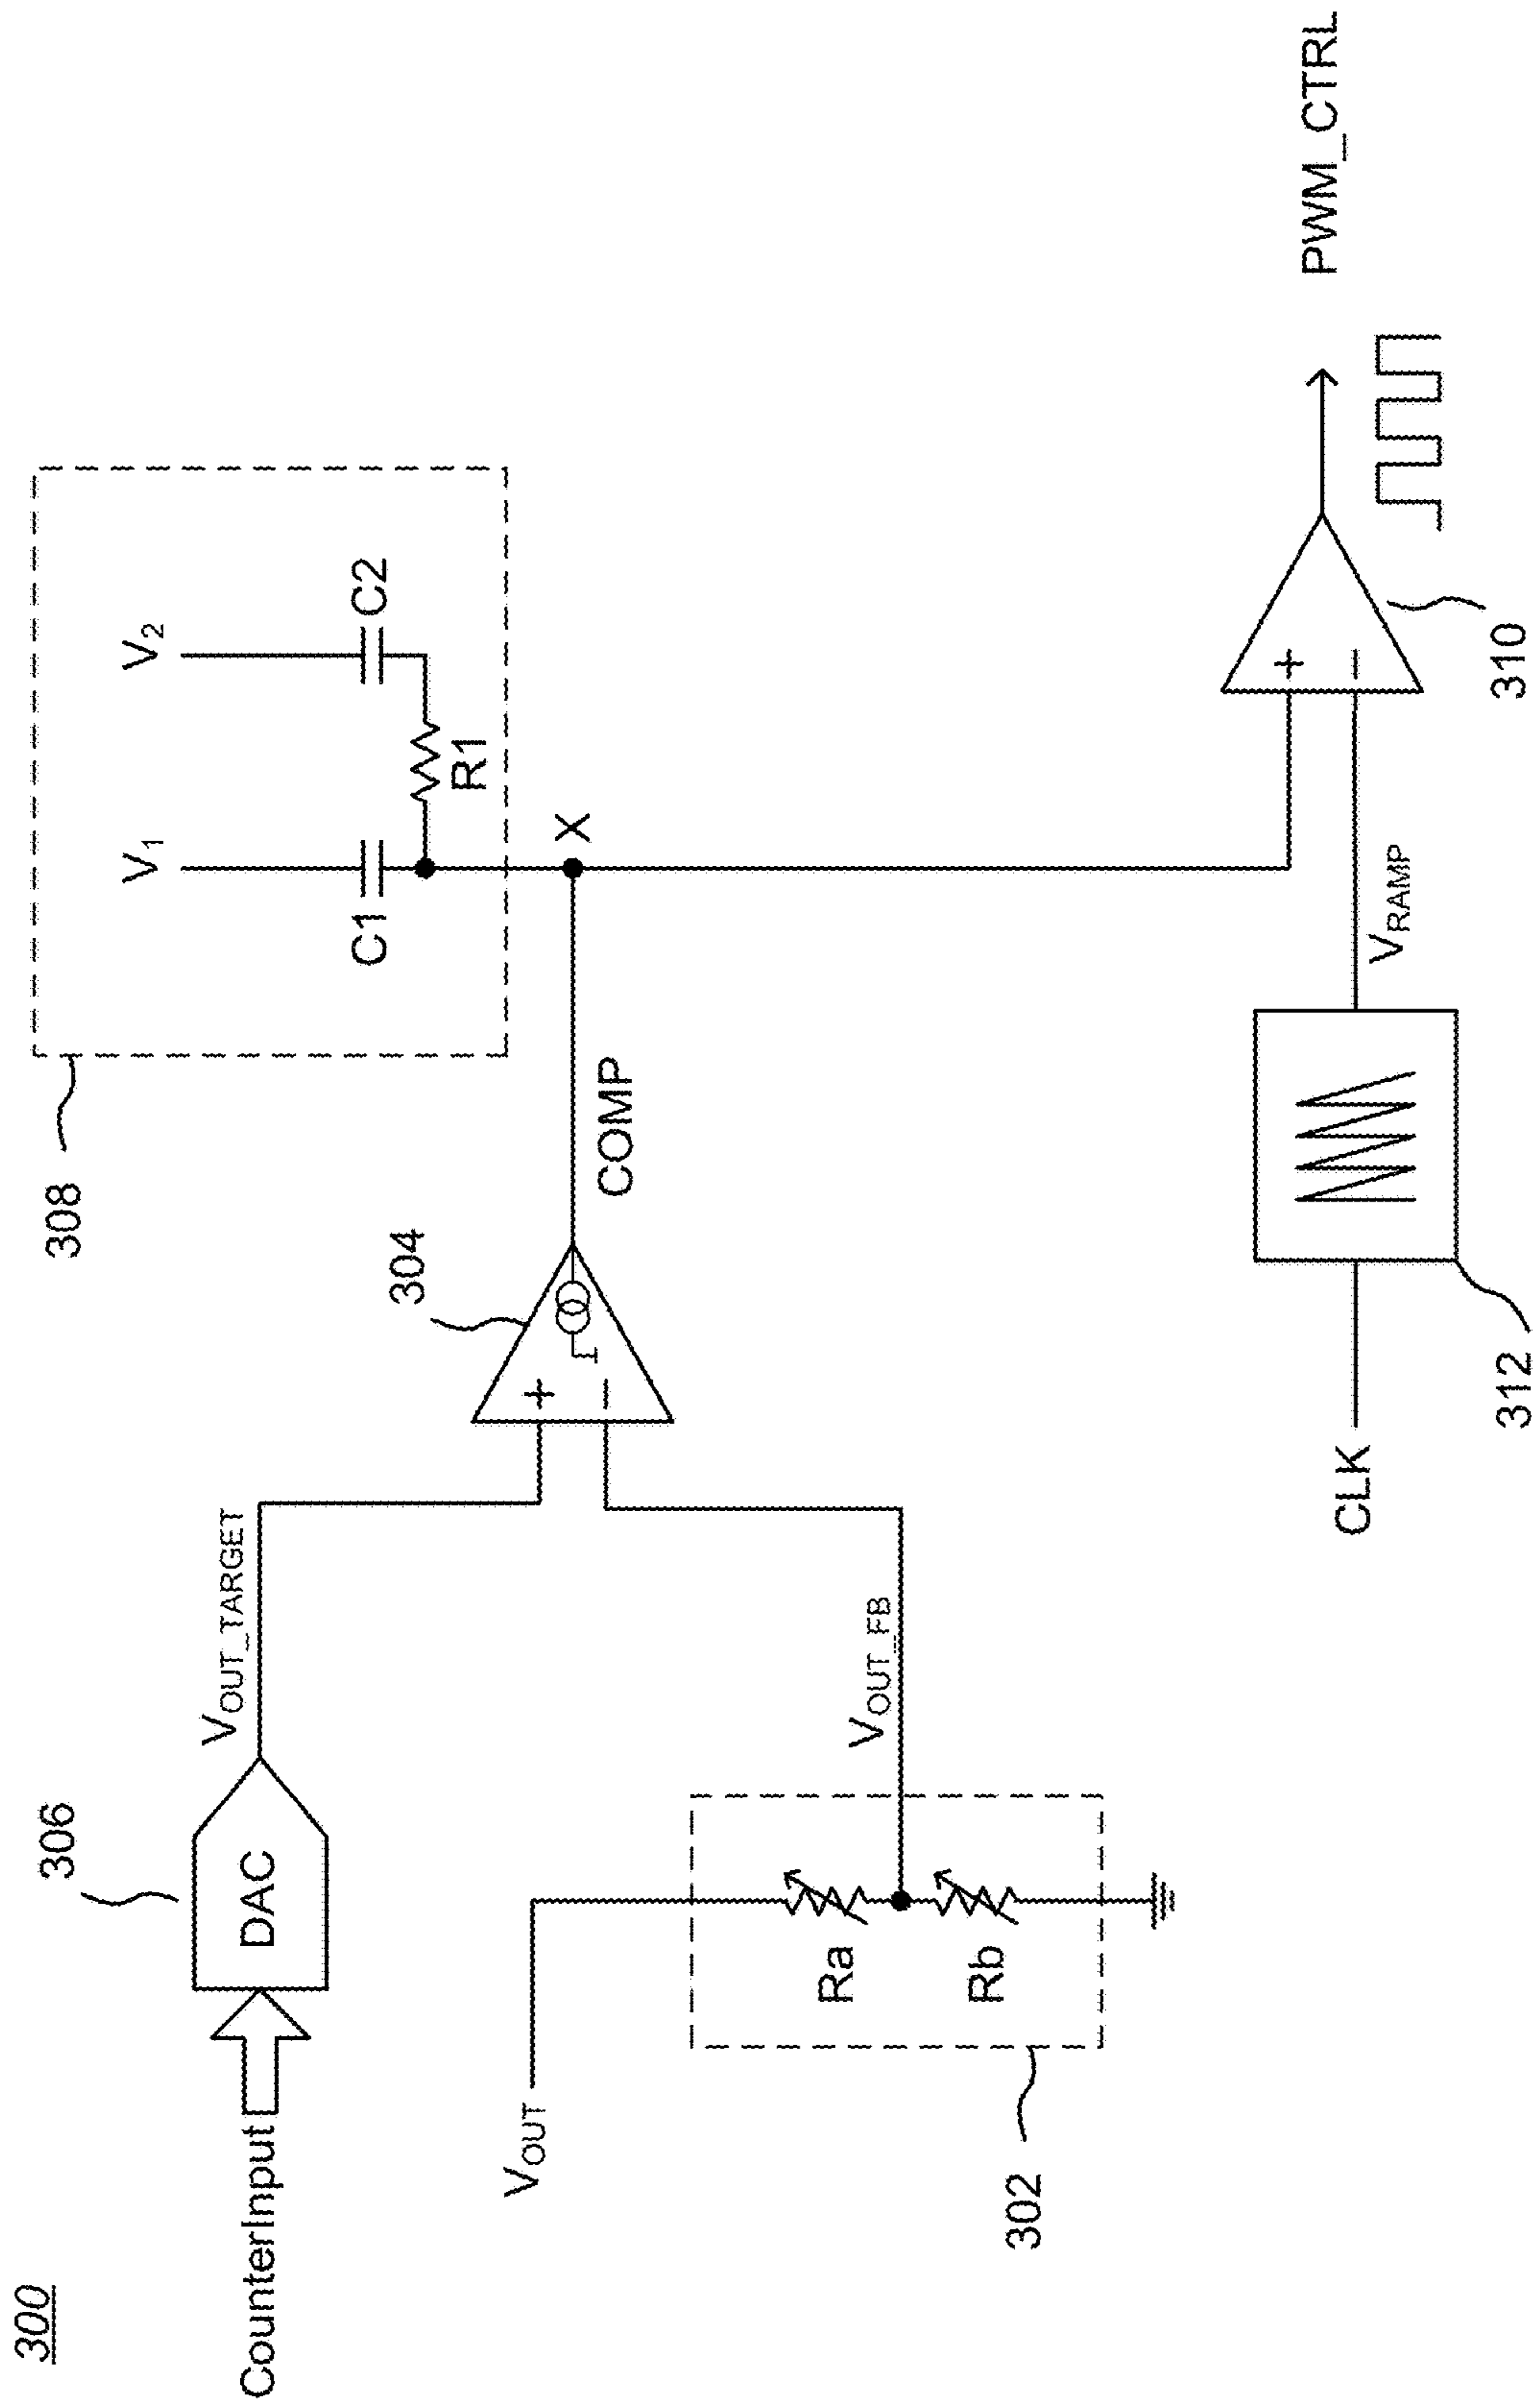 300
CounterInput
DAC
306
VOUT_TARGET
VOUT
Ra
Rb
302
VOUT_FB
304
+
−
COMP
308
V1
V2
C1
C2
R1
X
CLK
312
VRAMP
+
−
310
PWM_CTRL